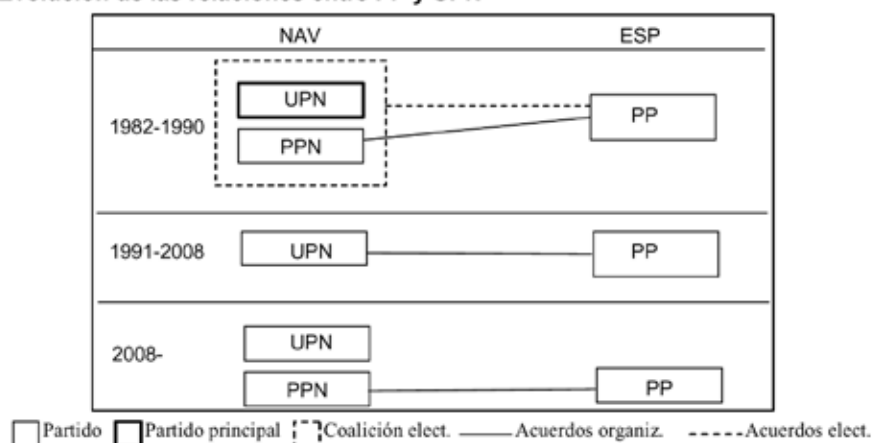 NAV ESP
UPN
1982-1990 PP
PPN
1991-2008 UPN PP
UPN
2008-
PPN PP
Partido Partido principal Coalición elect. Acuerdos organiz. Acuerdos elect.